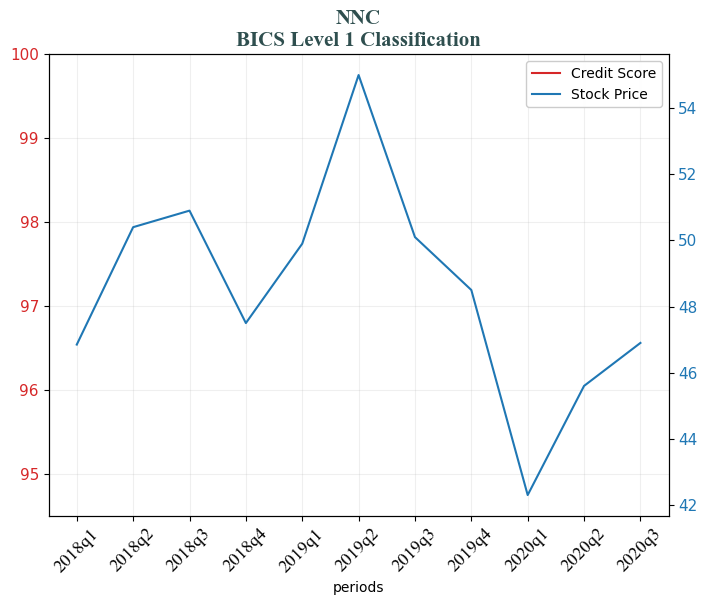 NNC
BICS Level 1 Classification
100
99
98
97
96
95
Credit Score
Stock Price
54
52
50
48
46
44
42
2018q1
2018q2
2018q3
2018q4
2019q1
2019q2
2019q3
2019q4
2020q1
2020q2
2020q3
periods